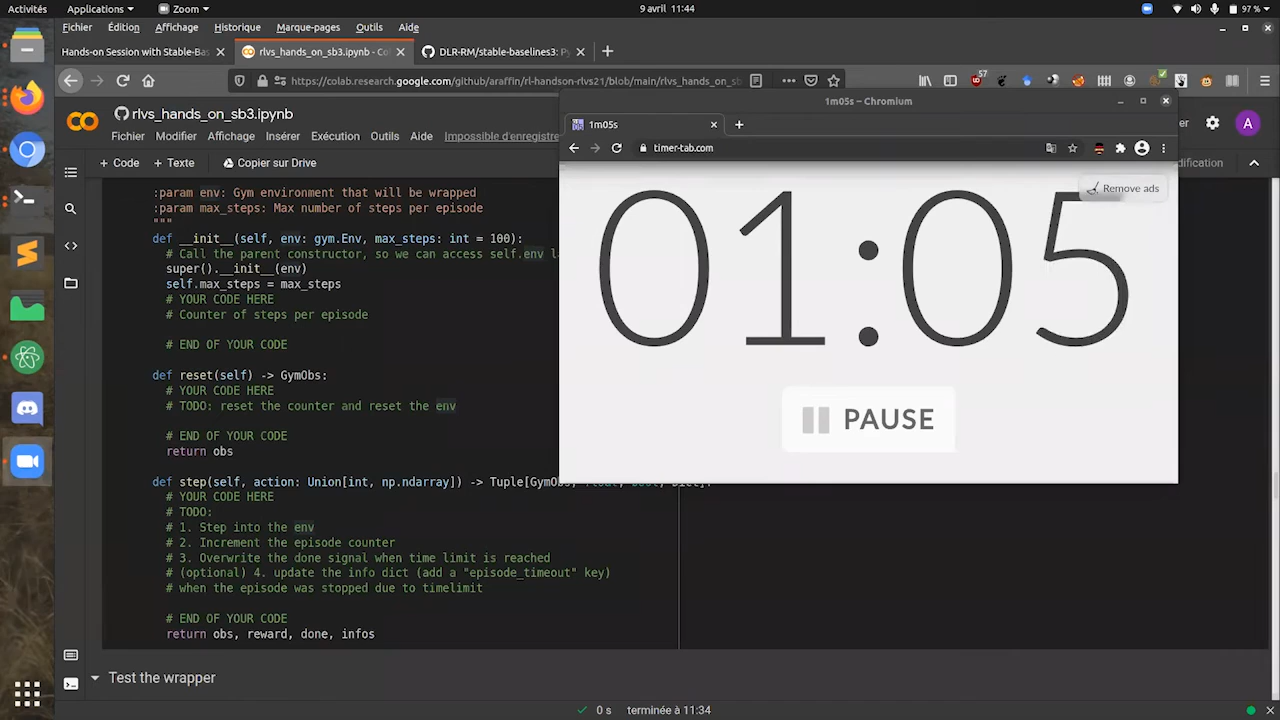 Activités Applications Zoom 9 avril 11:44 97 %
Fichier Édition Affichage Historique Marque-pages Outils Aide
Hands-on Session with Stable-Bas rlvs_hands_on_sb3.ipynb - Co DLR-RM/stable-baselines3: Py
https://colab.research.google.com/github/araffin/rl-handson-rlvs21/blob/main/rlvs_hands_on_sb 57
1m05s – Chromium
rlvs_hands_on_sb3.ipynb
1m05s
A
Fichier Modifier Affichage Insérer Exécution Outils Aide Impossible d'enregistre
timer-tab.com
+ Code + Texte Copier sur Drive
Remove ads
:param env: Gym environment that will be wrapped
:param max_steps: Max number of steps per episode
"""
def __init__(self, env: gym.Env, max_steps: int = 100):
# Call the parent constructor, so we can access self.env
super().__init__(env)
self.max_steps = max_steps
# YOUR CODE HERE
# Counter of steps per episode
# END OF YOUR CODE
01:05
PAUSE
def reset(self) -> GymObs:
# YOUR CODE HERE
# TODO: reset the counter and reset the env
# END OF YOUR CODE
return obs
def step(self, action: Union[int, np.ndarray]) -> Tuple[GymObs, float, bool, Dict]:
# YOUR CODE HERE
# TODO:
# 1. Step into the env
# 2. Increment the episode counter
# 3. Overwrite the done signal when time limit is reached
# (optional) 4. update the info dict (add a "episode_timeout" key)
# when the episode was stopped due to timelimit
# END OF YOUR CODE
return obs, reward, done, infos
Test the wrapper
0 s terminée à 11:34